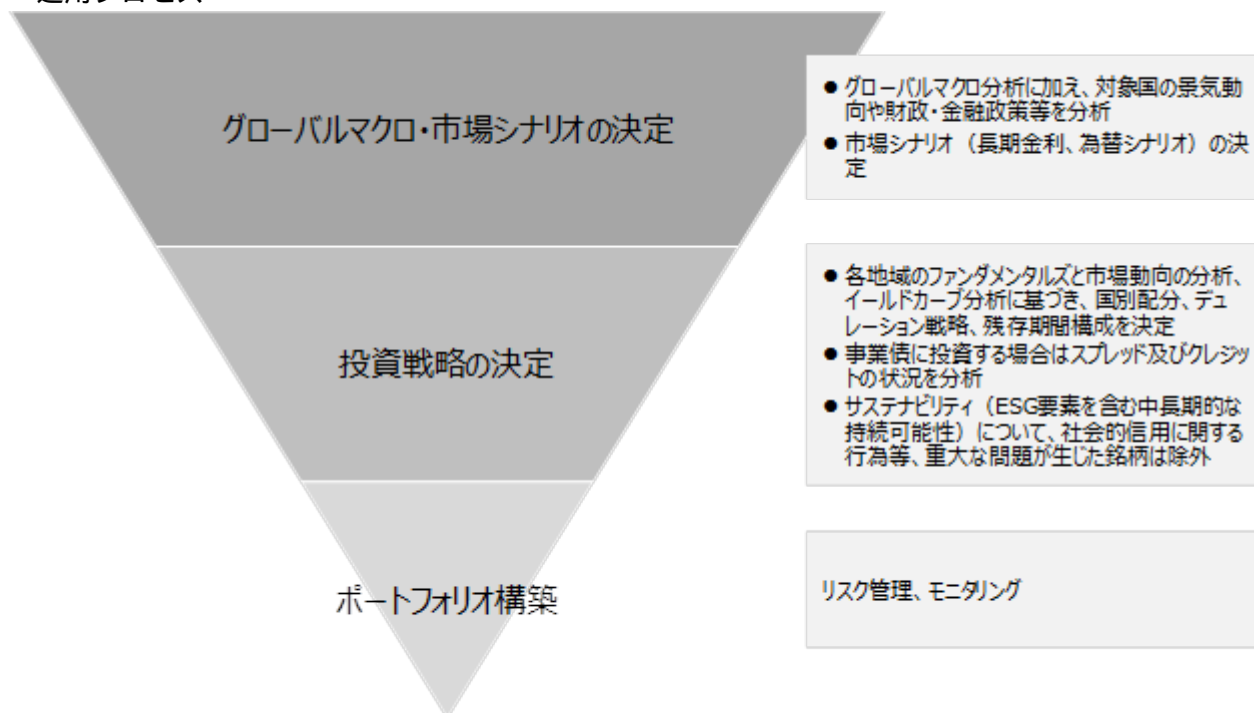 運用プロセス
グローバルマクロ・市場シナリオの決定
● グローバルマクロ分析に加え、対象国の景気動
向や財政・金融政策等を分析
● 市場シナリオ（長期金利、為替シナリオ）の決
定
投資戦略の決定
● 各地域のファンダメンタルズと市場動向の分析、
イールドカーブ分析に基づき、国別配分、デュ
レーション戦略、残存期間構成を決定
● 事業債に投資する場合はスプレッド及びクレジッ
トの状況を分析
● サステナビリティ（ESG要素を含む中長期的な
持続可能性）について、社会的信用に関する
行為等、重大な問題が生じた銘柄は除外
ポートフォリオ構築
リスク管理、モニタリング